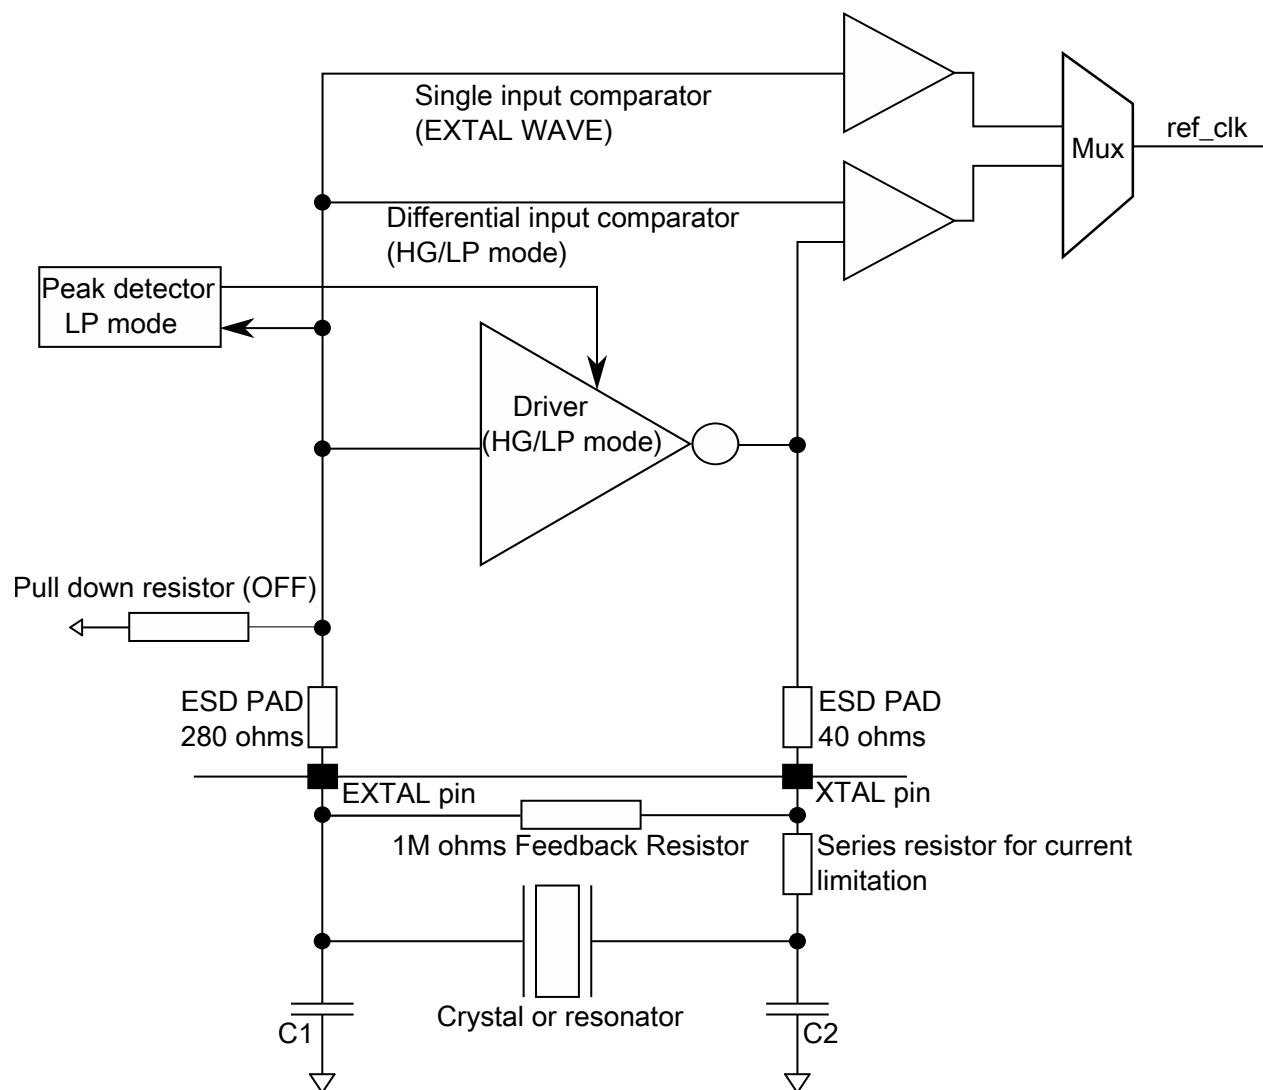 Single input comparator
(EXTAL WAVE)
ref_clk
Mux
Differential input comparator
(HG/LP mode)
Peak detector
LP mode
Driver
(HG/LP mode)
Pull down resistor (OFF)
ESD PAD
280 ohms
ESD PAD
40 ohms
EXTAL pin
XTAL pin
1M ohms Feedback Resistor
Series resistor for current
limitation
Crystal or resonator
C1
C2